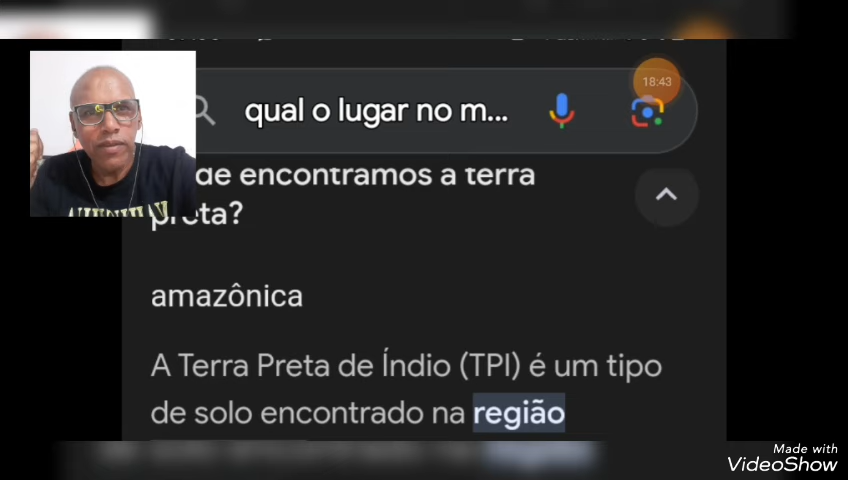 18:43
qual o lugar no m...
de encontramos a terra
preta?
amazônica
A Terra Preta de Índio (TPI) é um tipo
de solo encontrado na região
Made with
VideoShow